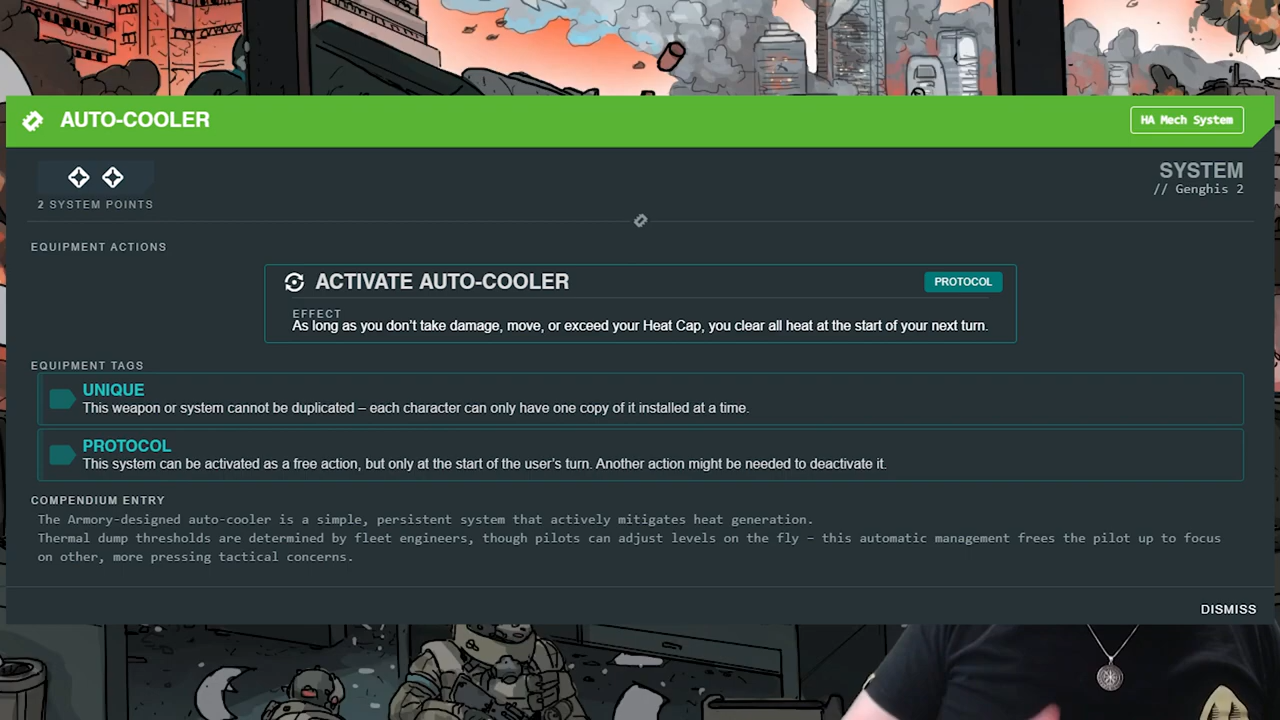 AUTO-COOLER
HA Mech System
2 SYSTEM POINTS
SYSTEM
// Genghis 2
EQUIPMENT ACTIONS
ACTIVATE AUTO-COOLER
PROTOCOL
EFFECT
As long as you don't take damage, move, or exceed your Heat Cap, you clear all heat at the start of your next turn.
EQUIPMENT TAGS
UNIQUE
This weapon or system cannot be duplicated – each character can only have one copy of it installed at a time.
PROTOCOL
This system can be activated as a free action, but only at the start of the user's turn. Another action might be needed to deactivate it.
COMPENDIUM ENTRY
The Armory-designed auto-cooler is a simple, persistent system that actively mitigates heat generation.
Thermal dump thresholds are determined by fleet engineers, though pilots can adjust levels on the fly – this automatic management frees the pilot up to focus
on other, more pressing tactical concerns.
DISMISS